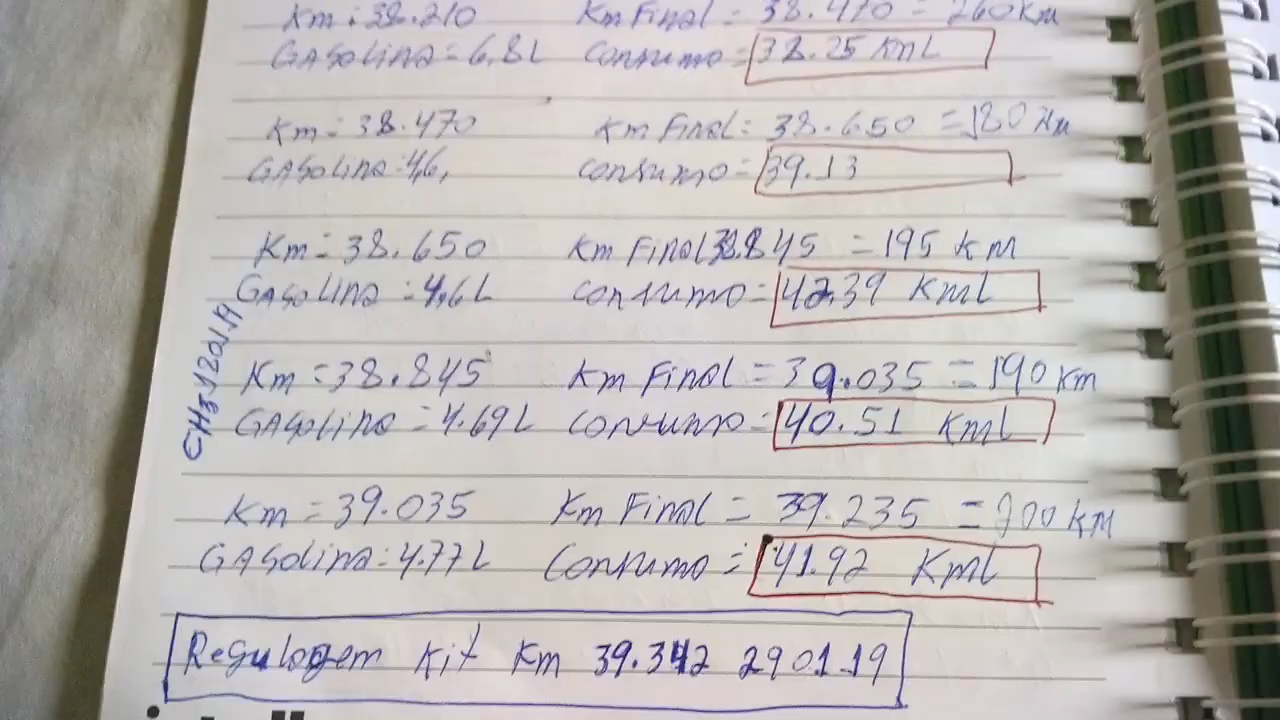 Km: 38.210 Km Final = 38.470 = 260 Km
GASolina = 6,8L consumo = 38.25 KmL
Km = 38.470 Km Final = 38.650 = 180 Km
GASolina = 4,6, consumo = 39.13
Km = 38.650 Km Final 38.845 = 195 KM
GASolina = 4,6L consumo = 42.39 KmL
Km = 38.845 Km Final = 39.035 = 190 Km
GASolina = 4.69L consumo = 40.51 KmL
Km = 39.035 Km Final = 39.235 = 200 KM
GASolina = 4.77L Consumo = 41.92 KmL
Regulagem Kit Km 39.342 29 01.19